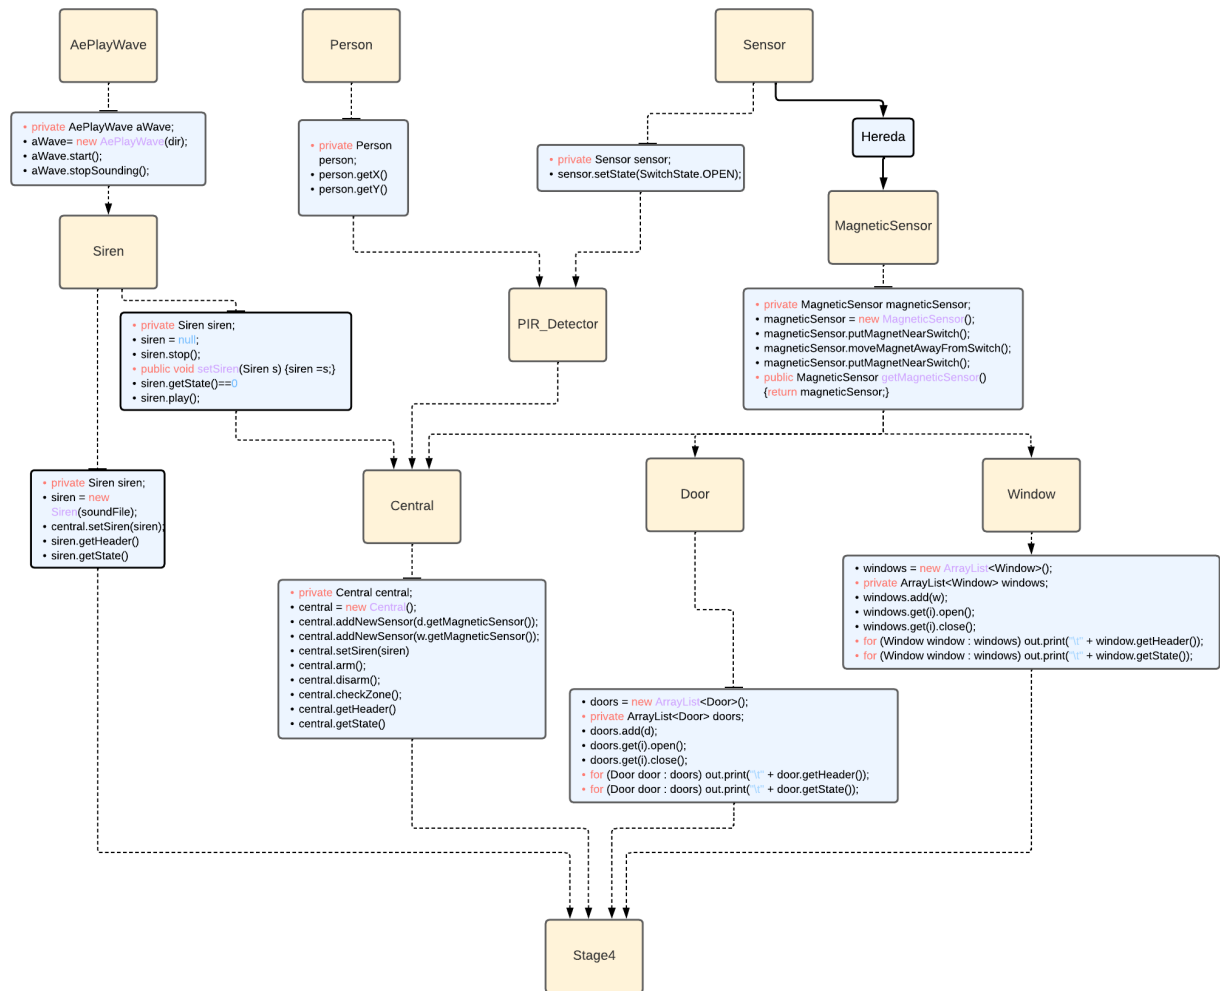 AePlayWave
Person
Sensor
• private AePlayWave aWave;
• aWave= new AePlayWave(dir);
• aWave.start();
• aWave.stopSounding();
• private Person
person;
• person.getX()
• person.getY()
• private Sensor sensor;
• sensor.setState(SwitchState.OPEN);
Hereda
Siren
MagneticSensor
PIR_Detector
• private Siren siren;
• siren = null;
• siren.stop();
• public void setSiren(Siren s) {siren =s;}
• siren.getState()==0
• siren.play();
• private MagneticSensor magneticSensor;
• magneticSensor = new MagneticSensor();
• magneticSensor.putMagnetNearSwitch();
• magneticSensor.moveMagnetAwayFromSwitch();
• magneticSensor.putMagnetNearSwitch();
• public MagneticSensor getMagneticSensor()
{return magneticSensor;}
• private Siren siren;
• siren = new
Siren(soundFile);
• central.setSiren(siren);
• siren.getHeader()
• siren.getState()
Central
Door
Window
• private Central central;
• central = new Central();
• central.addNewSensor(d.getMagneticSensor());
• central.addNewSensor(w.getMagneticSensor());
• central.setSiren(siren)
• central.arm();
• central.disarm();
• central.checkZone();
• central.getHeader()
• central.getState()
• windows = new ArrayList<Window>();
• private ArrayList<Window> windows;
• windows.add(w);
• windows.get(i).open();
• windows.get(i).close();
• for (Window window : windows) out.print("\t" + window.getHeader());
• for (Window window : windows) out.print("\t" + window.getState());
• doors = new ArrayList<Door>();
• private ArrayList<Door> doors;
• doors.add(d);
• doors.get(i).open();
• doors.get(i).close();
• for (Door door : doors) out.print("\t" + door.getHeader());
• for (Door door : doors) out.print("\t" + door.getState());
Stage4